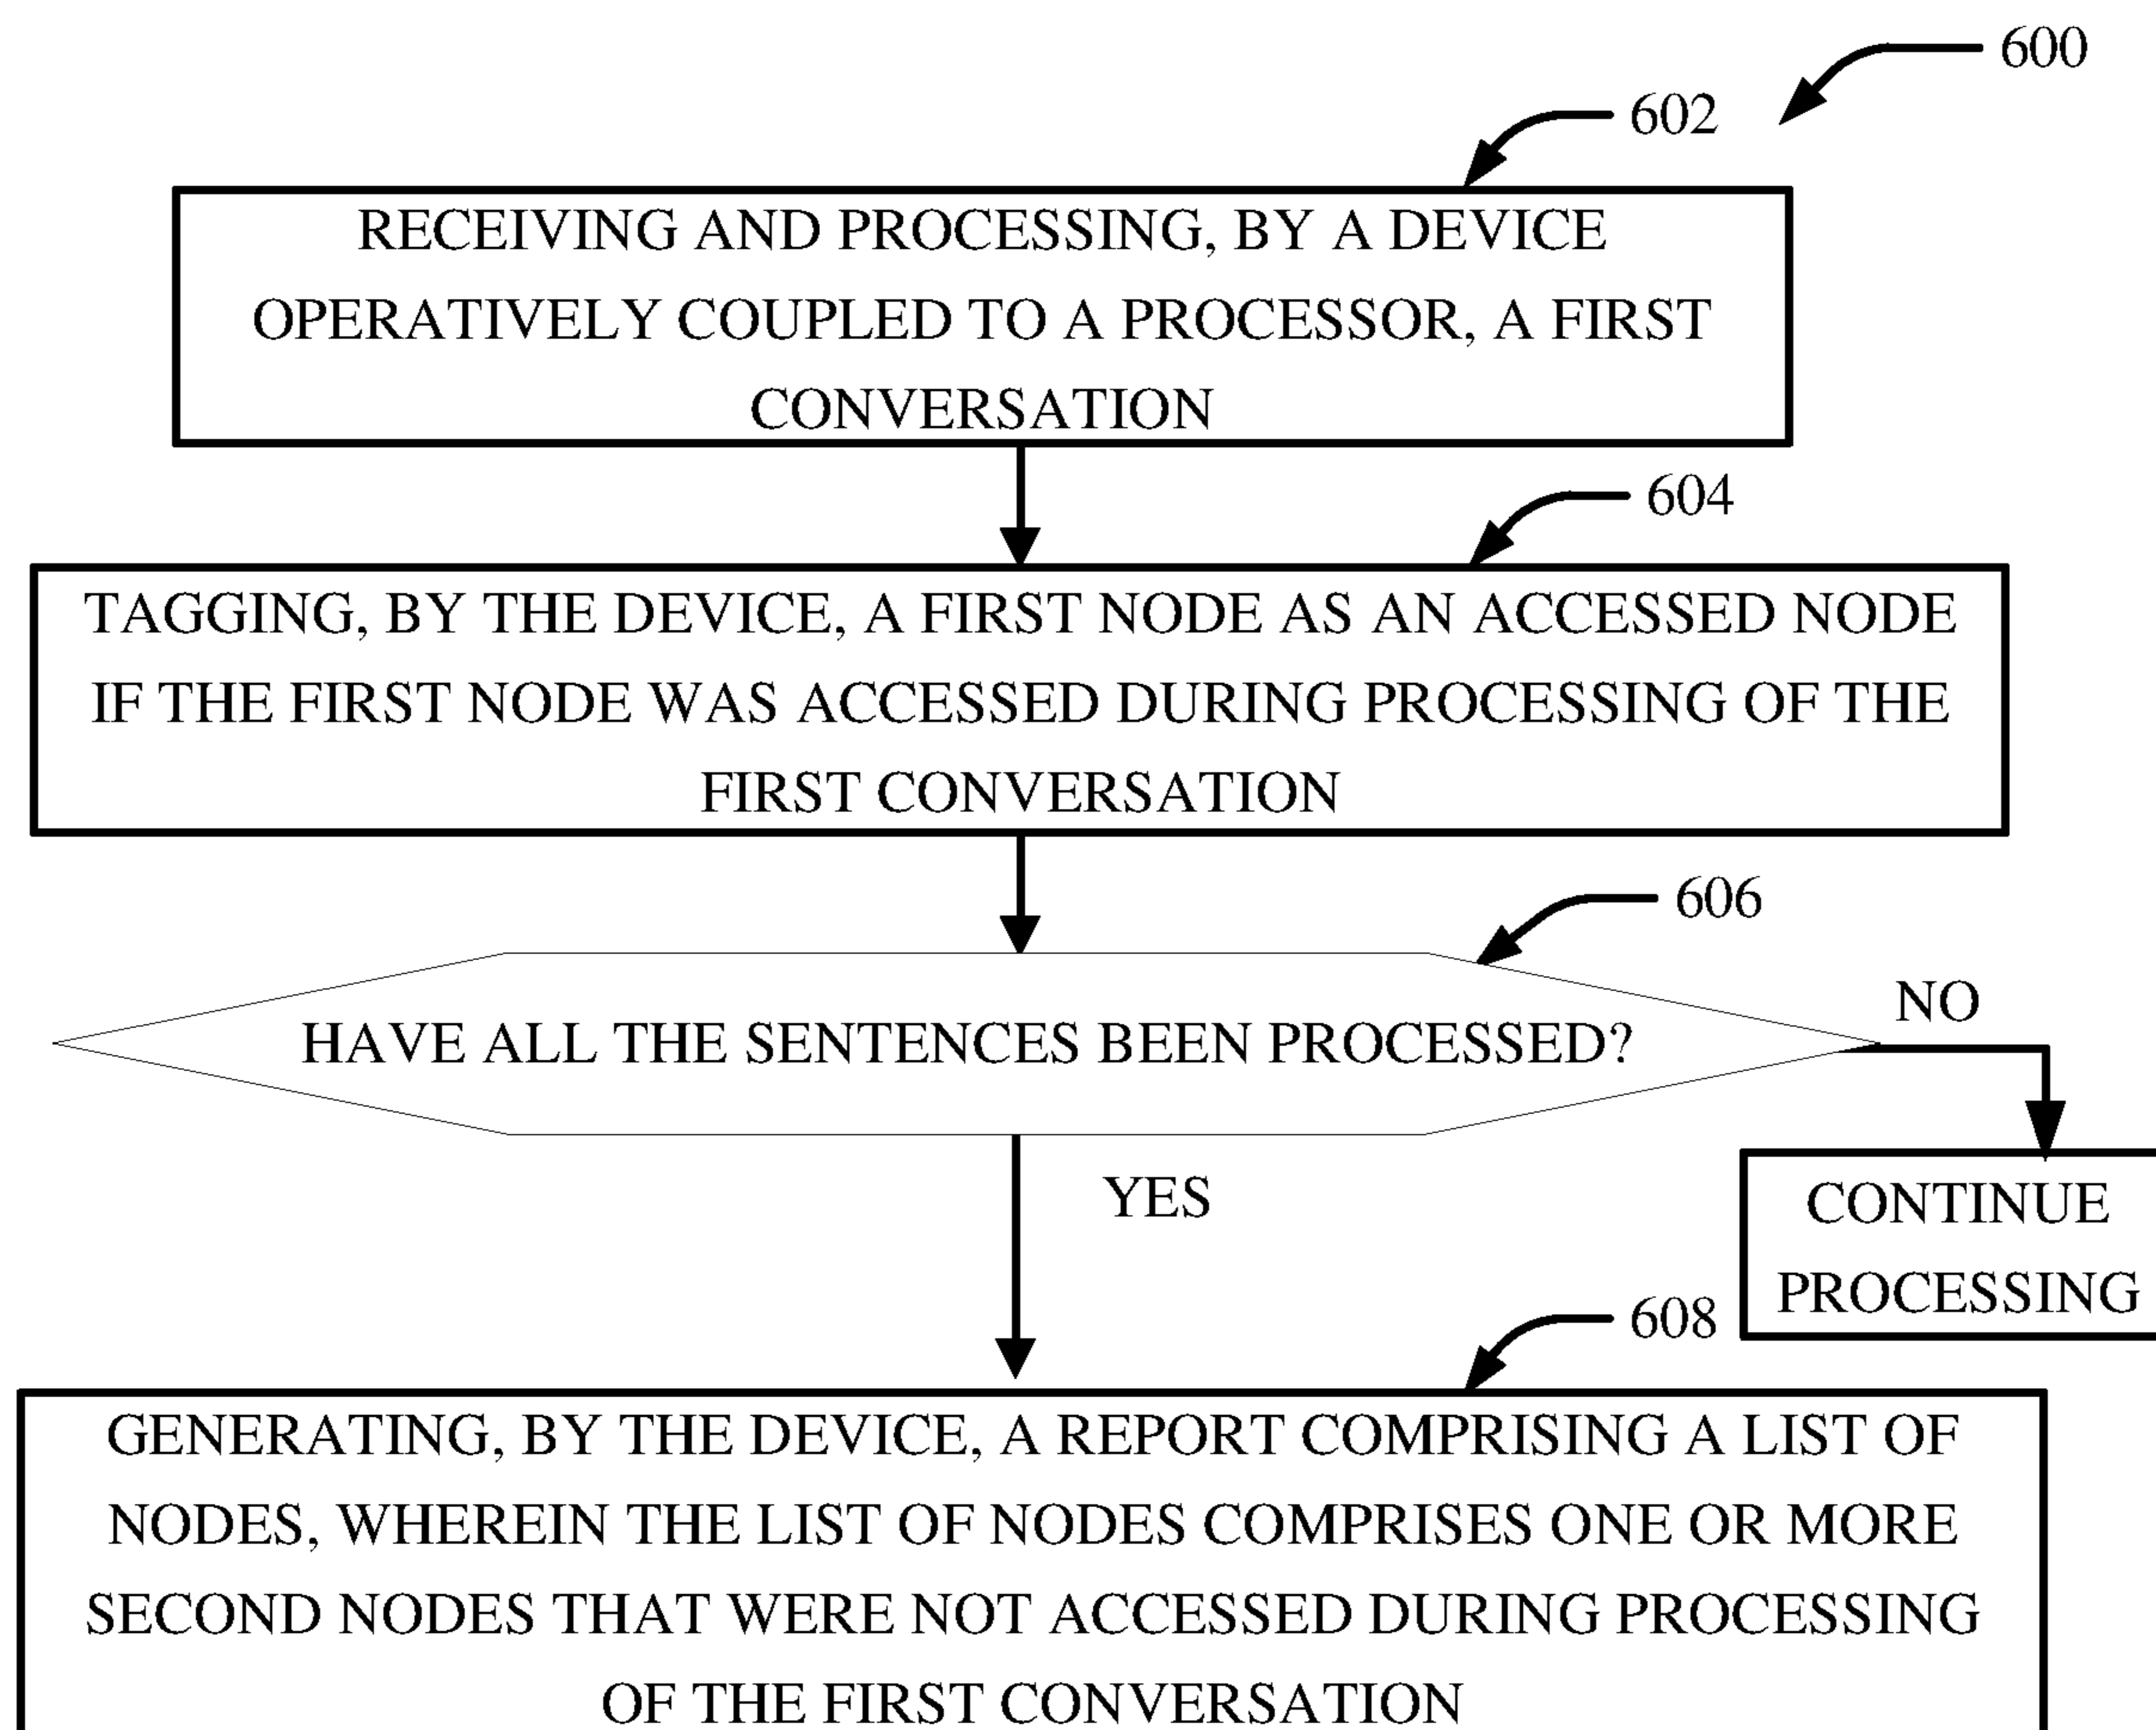 600
602
RECEIVING AND PROCESSING, BY A DEVICE
OPERATIVELY COUPLED TO A PROCESSOR, A FIRST
CONVERSATION
604
TAGGING, BY THE DEVICE, A FIRST NODE AS AN ACCESSED NODE
IF THE FIRST NODE WAS ACCESSED DURING PROCESSING OF THE
FIRST CONVERSATION
606
HAVE ALL THE SENTENCES BEEN PROCESSED?
NO
YES
CONTINUE
PROCESSING
608
GENERATING, BY THE DEVICE, A REPORT COMPRISING A LIST OF
NODES, WHEREIN THE LIST OF NODES COMPRISES ONE OR MORE
SECOND NODES THAT WERE NOT ACCESSED DURING PROCESSING
OF THE FIRST CONVERSATION